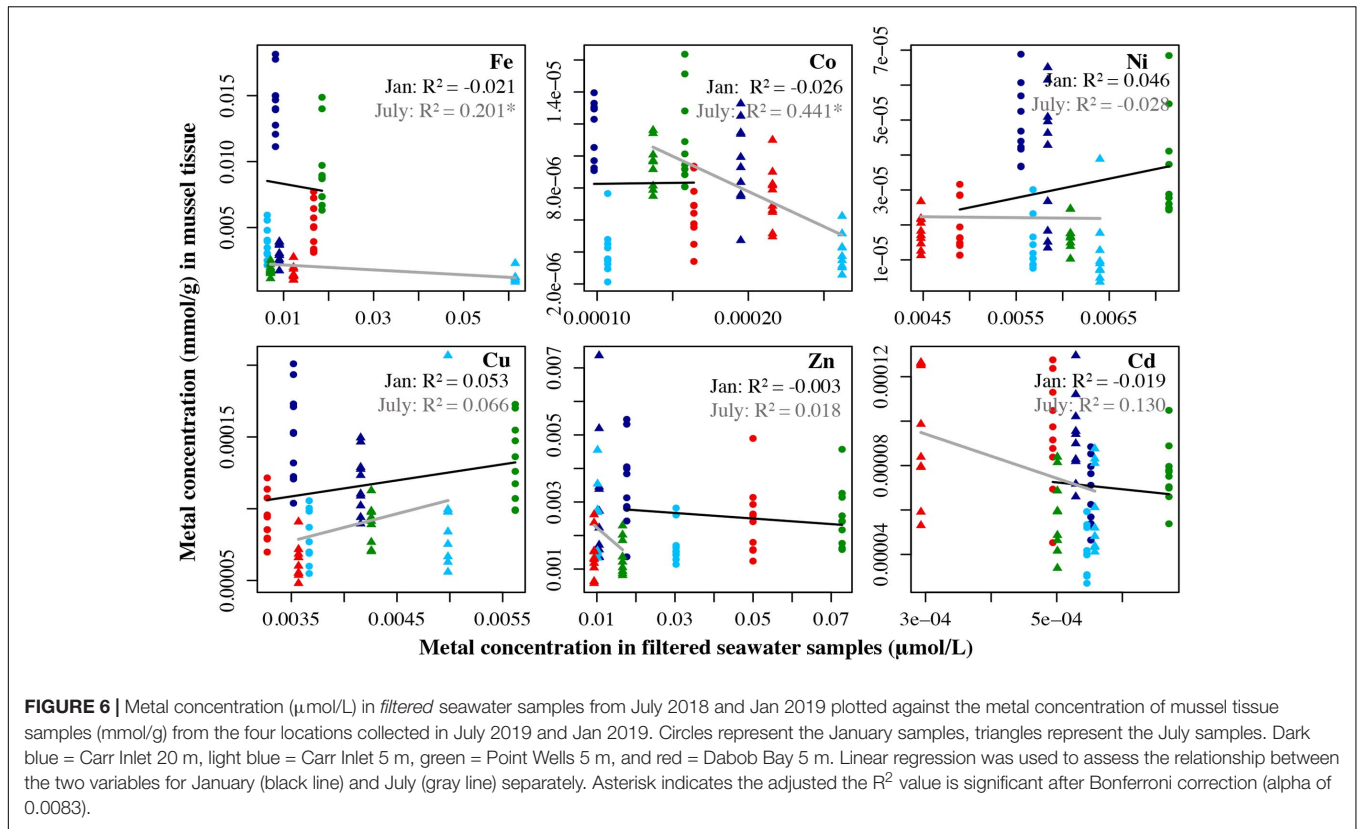 Metal concentration (mmol/g) in mussel tissue
Fe
Jan: R² = -0.021
July: R² = 0.201*
0.015
0.010
0.005
0.01 0.03 0.05
Co
Jan: R² = -0.026
July: R² = 0.441*
1.4e-05
8.0e-06
2.0e-06
0.00010 0.00020
Ni
Jan: R² = 0.046
July: R² = -0.028
7e-05
5e-05
3e-05
1e-05
0.0045 0.0055 0.0065
Cu
Jan: R² = 0.053
July: R² = 0.066
0.00015
0.00005
0.0035 0.0045 0.0055
Zn
Jan: R² = -0.003
July: R² = 0.018
0.007
0.005
0.003
0.001
0.01 0.03 0.05 0.07
Cd
Jan: R² = -0.019
July: R² = 0.130
0.00012
0.00008
0.00004
3e-04 5e-04
Metal concentration in filtered seawater samples (µmol/L)
FIGURE 6 | Metal concentration (µmol/L) in filtered seawater samples from July 2018 and Jan 2019 plotted against the metal concentration of mussel tissue
samples (mmol/g) from the four locations collected in July 2019 and Jan 2019. Circles represent the January samples, triangles represent the July samples. Dark
blue = Carr Inlet 20 m, light blue = Carr Inlet 5 m, green = Point Wells 5 m, and red = Dabob Bay 5 m. Linear regression was used to assess the relationship between
the two variables for January (black line) and July (gray line) separately. Asterisk indicates the adjusted the R² value is significant after Bonferroni correction (alpha of
0.0083).